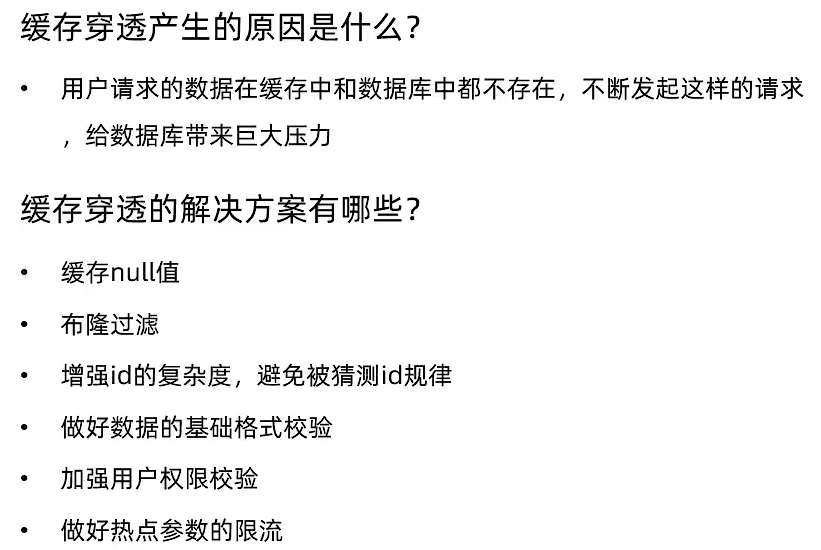 缓存穿透产生的原因是什么？
• 用户请求的数据在缓存中和数据库中都不存在，不断发起这样的请求
，给数据库带来巨大压力
缓存穿透的解决方案有哪些？
• 缓存null值
• 布隆过滤
• 增强id的复杂度，避免被猜测id规律
• 做好数据的基础格式校验
• 加强用户权限校验
• 做好热点参数的限流